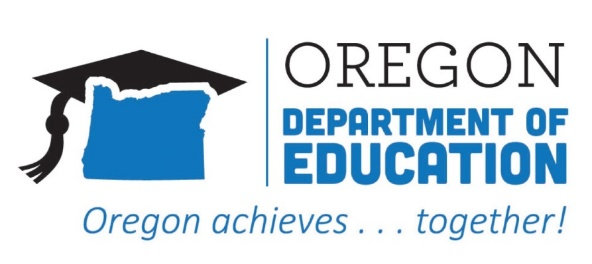 OREGON
DEPARTMENT OF
EDUCATION
Oregon achieves . . . together!